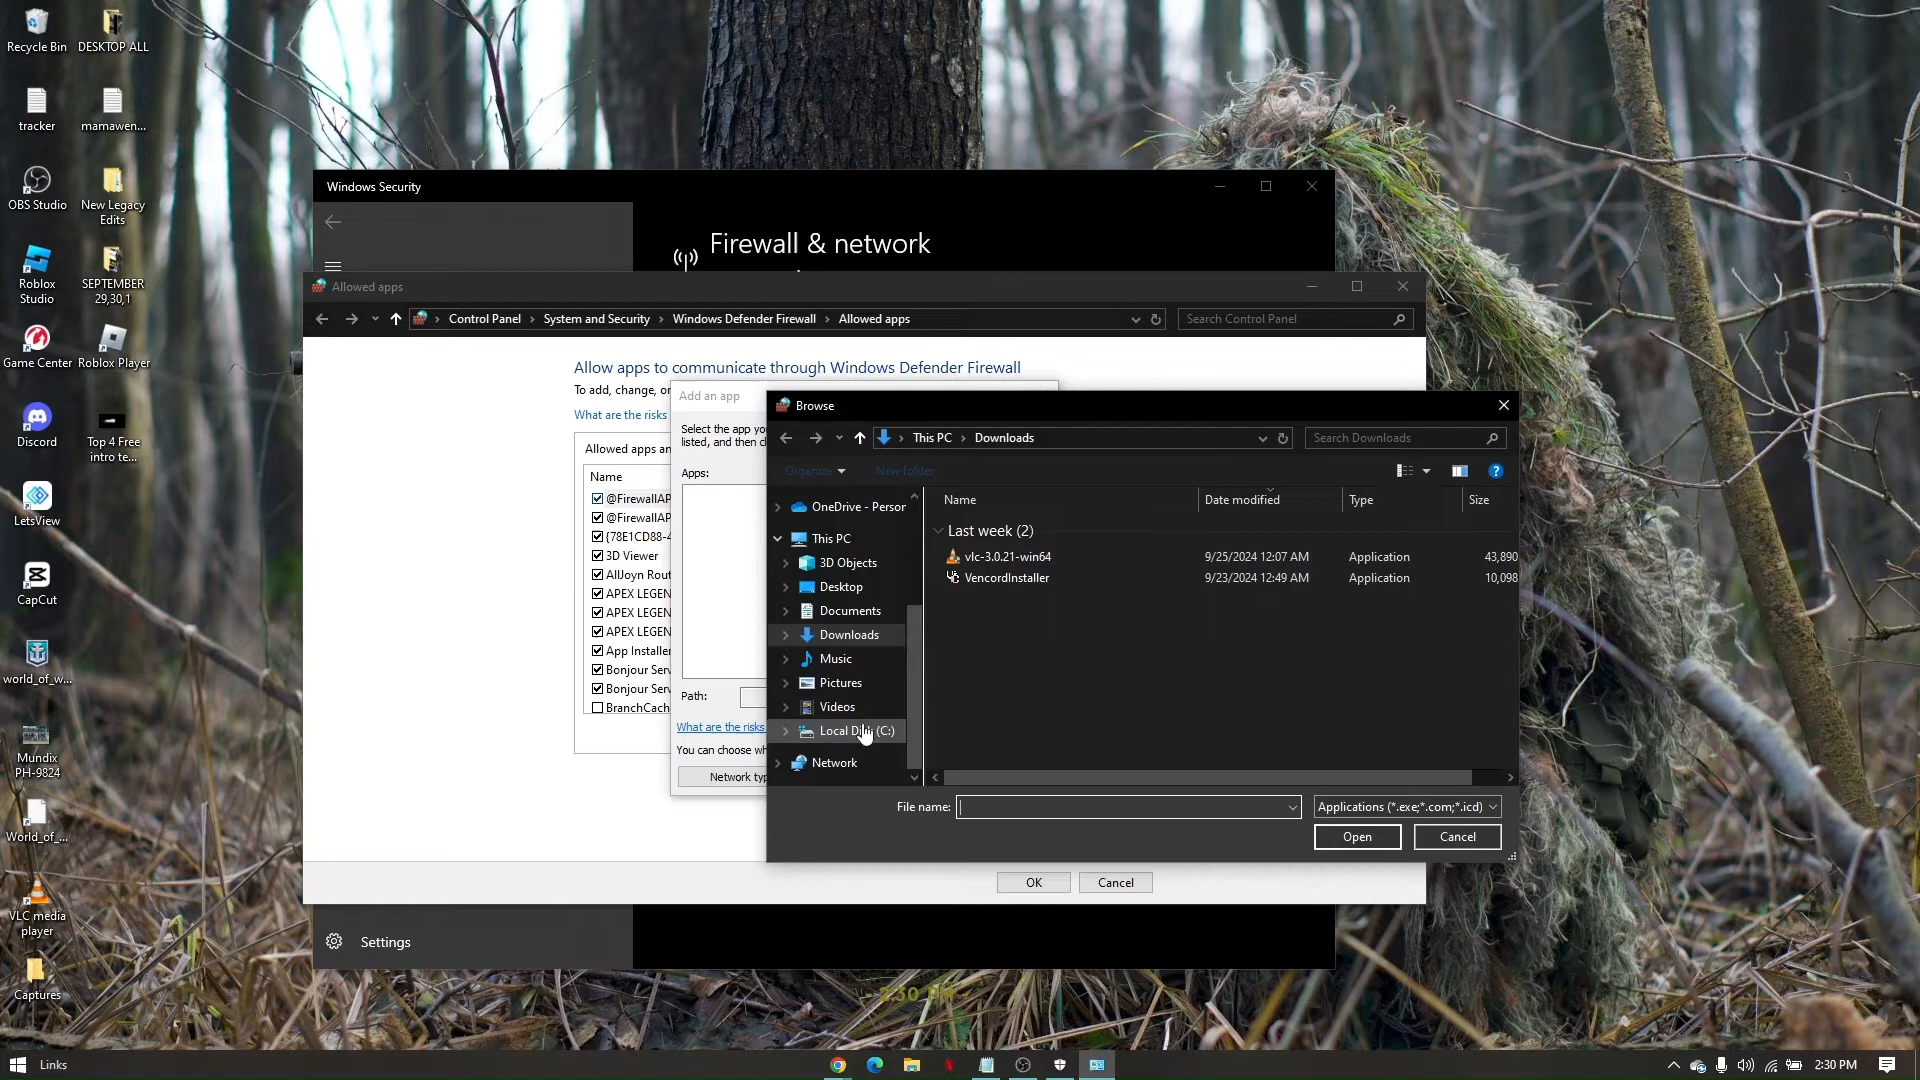 Recycle Bin
DESKTOP ALL
tracker
mamawen...
OBS Studio
New Legacy
Edits
Roblox
Studio
SEPTEMBER
29,30,1
Game Center
Roblox Player
Discord
Top 4 Free
intro te...
LetsView
CapCut
world_of_w...
Mundix
PH-9824
World_of_...
VLC media
player
Captures
Windows Security
Firewall & network
Allowed apps
Control Panel > System and Security > Windows Defender Firewall > Allowed apps
Search Control Panel
Allow apps to communicate through Windows Defender Firewall
To add, change, or
What are the risks
Allowed apps an
Name
@FirewallAP
@FirewallAP
{78E1CD88-4
3D Viewer
AllJoyn Rout
APEX LEGEN
APEX LEGEN
APEX LEGEN
App Installer
Bonjour Serv
Bonjour Serv
BranchCach
Add an app
Select the app you
listed, and then cl
Apps:
Path:
What are the risks
You can choose wh
Network typ
Browse
This PC > Downloads
Search Downloads
Organize
New folder
OneDrive - Person
This PC
3D Objects
Desktop
Documents
Downloads
Music
Pictures
Videos
Local Dis (C:)
Network
Name
Date modified
Type
Size
Last week (2)
vlc-3.0.21-win64 9/25/2024 12:07 AM Application 43,890
VencordInstaller 9/23/2024 12:49 AM Application 10,098
File name:
Applications (*.exe;*.com;*.icd)
Open
Cancel
OK
Cancel
Settings
2:30 PM
Links
2:30 PM